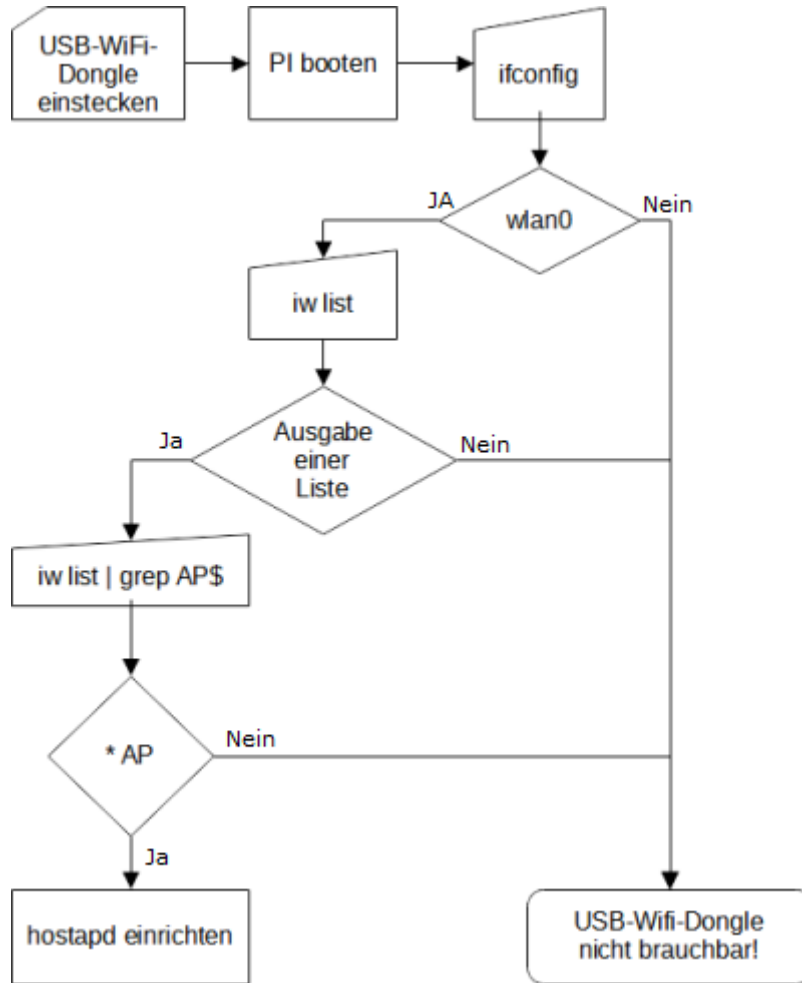 USB-WiFi-
Dongle
einstecken
PI booten
ifconfig
wlan0
JA
Nein
iw list
Ausgabe
einer
Liste
Ja
Nein
iw list | grep AP$
* AP
Nein
Ja
hostapd einrichten
USB-Wifi-Dongle
nicht brauchbar!